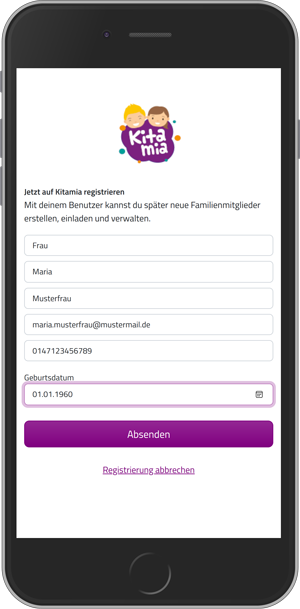 Kita
mia
Jetzt auf Kitamia registrieren
Mit deinem Benutzer kannst du später neue Familienmitglieder
erstellen, einladen und verwalten.
Frau
Maria
Musterfrau
maria.musterfrau@mustermail.de
0147123456789
Geburtsdatum
01.01.1960
Absenden
Registrierung abbrechen